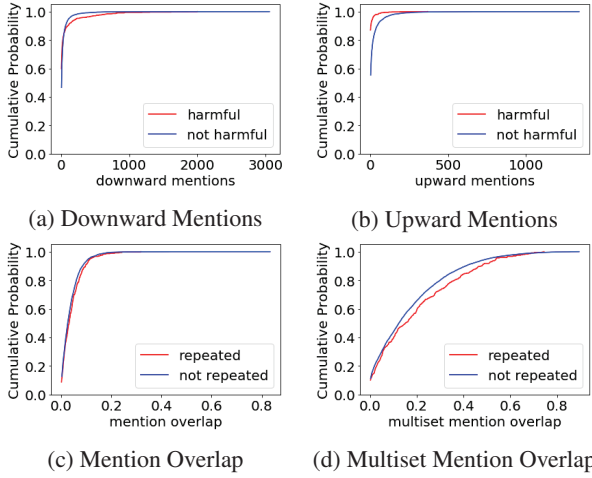 Cumulative Probability
1.0
0.8
0.6
0.4
0.2
0.0
harmful
not harmful
0 1000 2000 3000
downward mentions
(a) Downward Mentions
Cumulative Probability
1.0
0.8
0.6
0.4
0.2
0.0
harmful
not harmful
0 500 1000
upward mentions
(b) Upward Mentions
Cumulative Probability
1.0
0.8
0.6
0.4
0.2
0.0
repeated
not repeated
0.0 0.2 0.4 0.6 0.8
mention overlap
(c) Mention Overlap
Cumulative Probability
1.0
0.8
0.6
0.4
0.2
0.0
repeated
not repeated
0.0 0.2 0.4 0.6 0.8
multiset mention overlap
(d) Multiset Mention Overlap